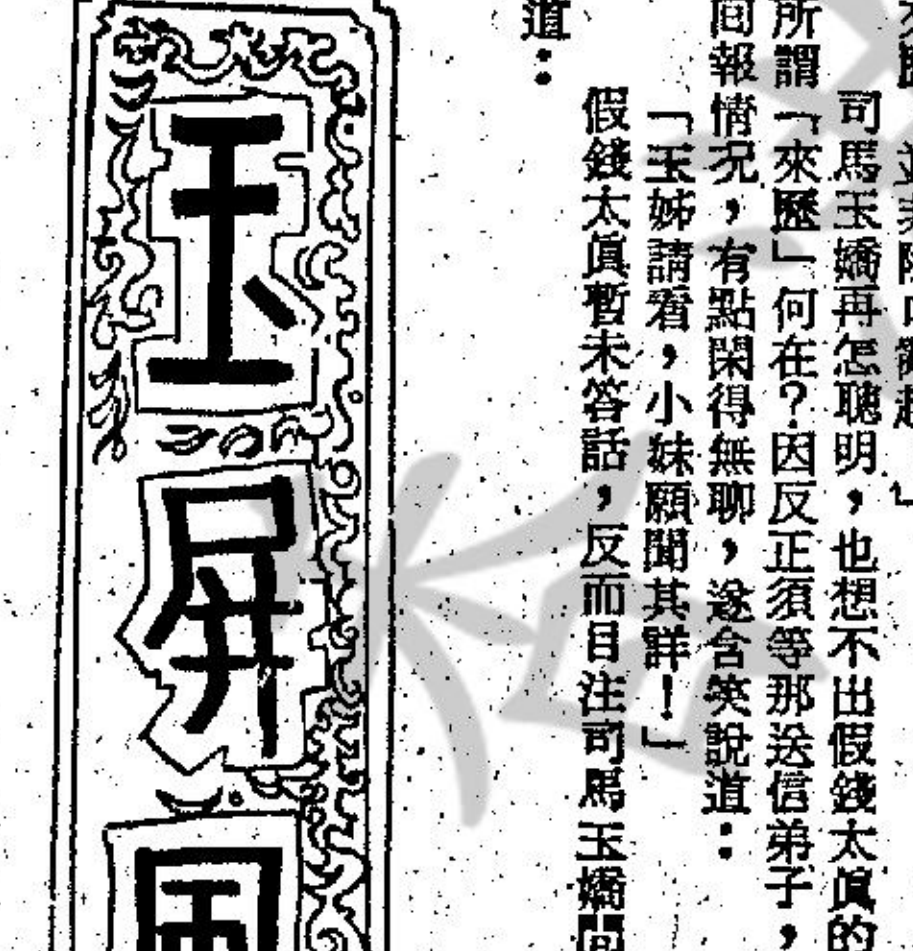 並非
司馬玉嬌再怎聰明，也想不出假錢太眞的
所謂「來歷」何在？因反正須等那送信弟子，
回報情況，有點閑得無聊，遂含笑說道：
「玉姊請看，小妹願聞其詳！」
假錢太眞暫未答話，反而目注司馬玉嬌問
道：
玉屏風